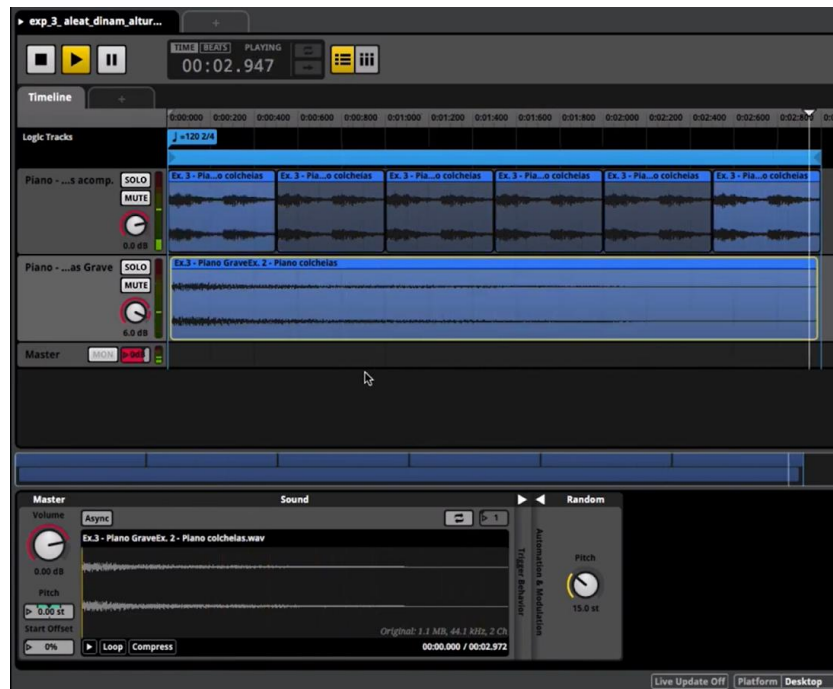 exp_3_ aleat_dinam_altur...
+
TIME BEATS PLAYING
00:02.947
Timeline
+
0:00:000 0:00:200 0:00:400 0:00:600 0:00:800 0:01:000 0:01:200 0:01:400 0:01:600 0:01:800 0:02:000 0:02:200 0:02:400 0:02:600 0:02:800
Logic Tracks
♩=120 2/4
Piano - ...s acomp. SOLO
MUTE
0.0 dB
Ex. 3 - Pia...o colcheias Ex. 3 - Pia...o colcheias Ex. 3 - Pia...o colcheias Ex. 3 - Pia...o colcheias Ex. 3 - Pia...o colcheias Ex. 3 - Pia...o colcheias
Piano - ...as Grave SOLO
MUTE
6.0 dB
Ex.3 - Piano GraveEx. 2 - Piano colcheias
Master MON 0dB
Master Sound Random
Volume
0.00 dB
Pitch
0.00 st
Start Offset
0%
Async
1
Ex.3 - Piano GraveEx. 2 - Piano colcheias.wav
Original: 1.1 MB, 44.1 kHz, 2 Ch
Loop Compress 00:00.000 / 00:02.972
Trigger Behavior
Automation & Modulation
Pitch
15.0 st
Live Update Off Platform Desktop